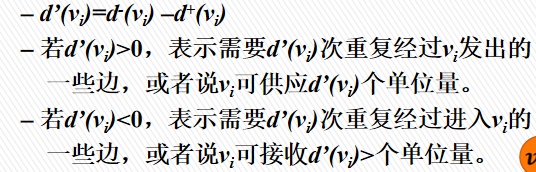 – d’(vi)=d-(vi) –d+(vi)
– 若d’(vi)>0，表示需要d’(vi)次重复经过vi发出的
一些边，或者说vi可供应d’(vi)个单位量。
– 若d’(vi)<0，表示需要d’(vi)次重复经过进入vi的
一些边，或者说vi可接收d’(vi)>个单位量。
v